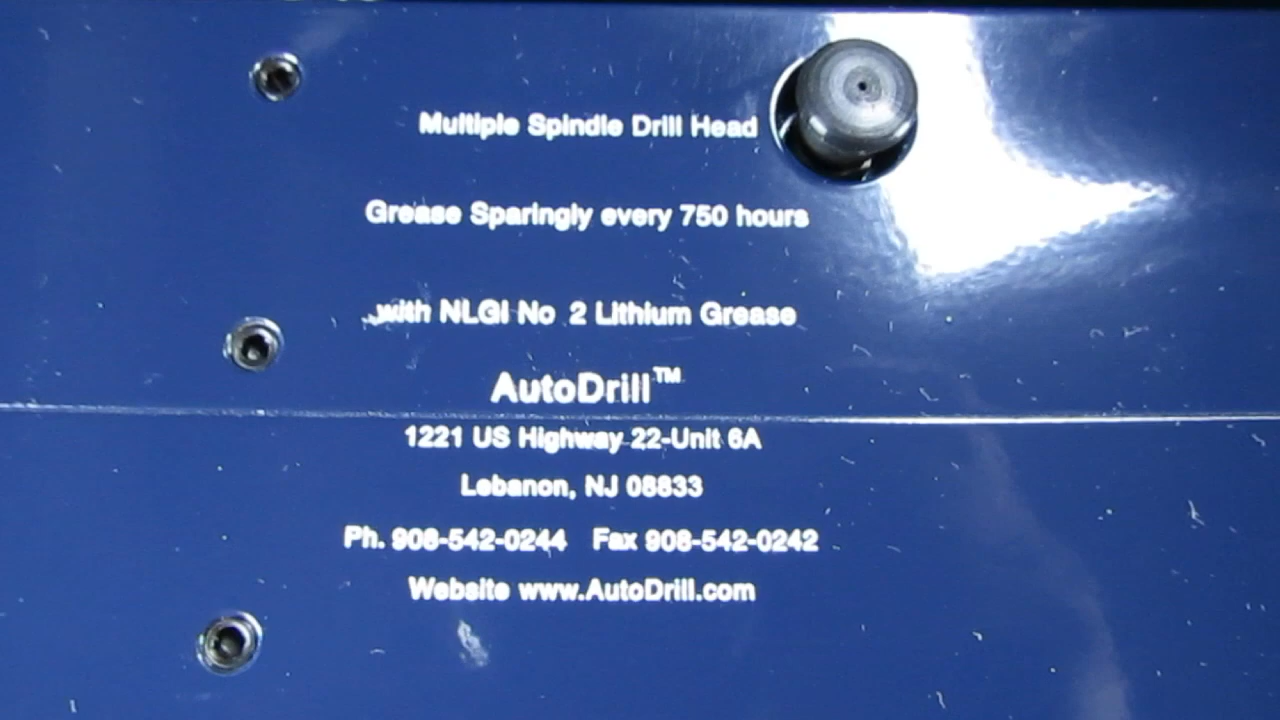 Multiple Spindle Drill Head
Grease Sparingly every 750 hours
with NLGI No 2 Lithium Grease
AutoDrill™
1221 US Highway 22-Unit 6A
Lebanon, NJ 08833
Ph. 908-542-0244 Fax 908-542-0242
Website www.AutoDrill.com